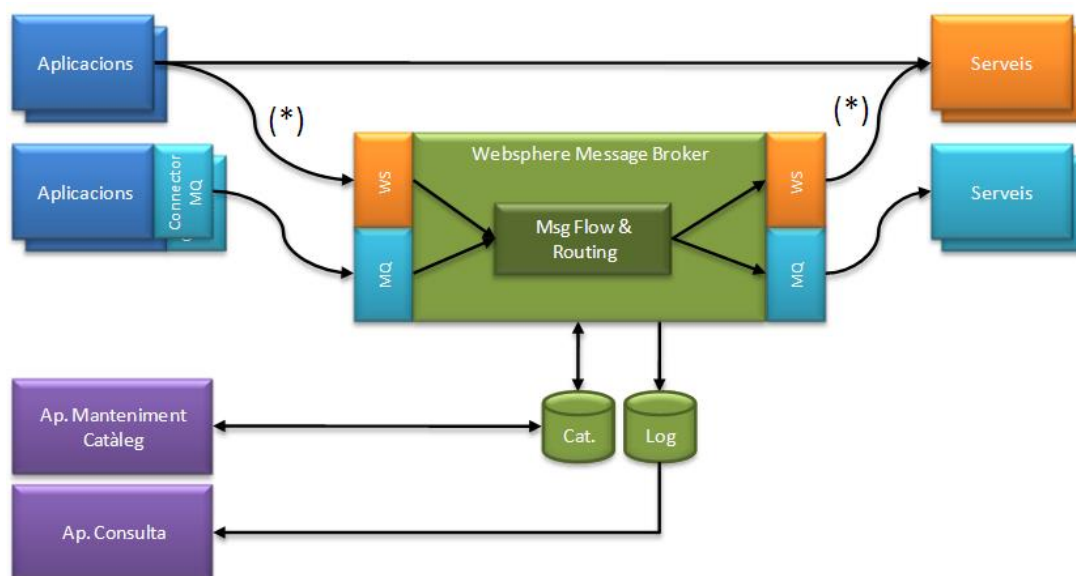 Aplicacions
Serveis
(*)
(*)
Websphere Message Broker
WS
WS
Aplicacions
Connector
MQ
Serveis
Msg Flow &
Routing
MQ
MQ
Ap. Manteniment
Catàleg
Cat.
Log
Ap. Consulta